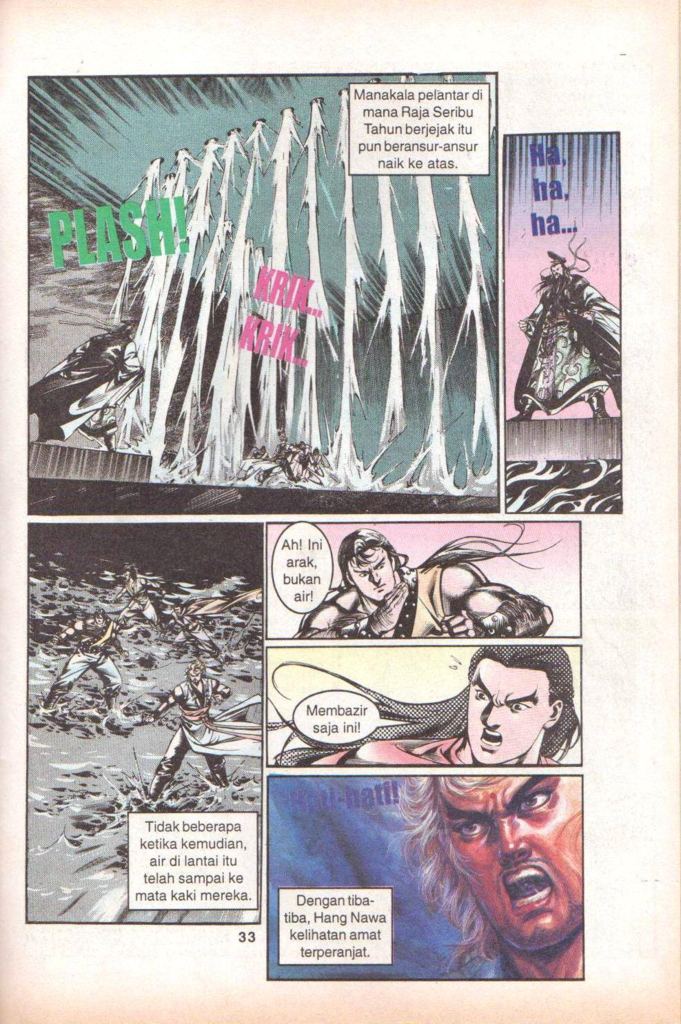 Manakala pelantar di
mana Raja Seribu
Tahun berjejak itu
pun beransur-ansur
naik ke atas.
PLASH!
KRIK...
KRIK...
Ha,
ha,
ha...
Tidak beberapa
ketika kemudian,
air di lantai itu
telah sampai ke
mata kaki mereka.
Ah! Ini
arak,
bukan
air!
Membazir
saja ini!
Hati-hati!
Dengan tiba-
tiba, Hang Nawa
kelihatan amat
terperanjat.
33